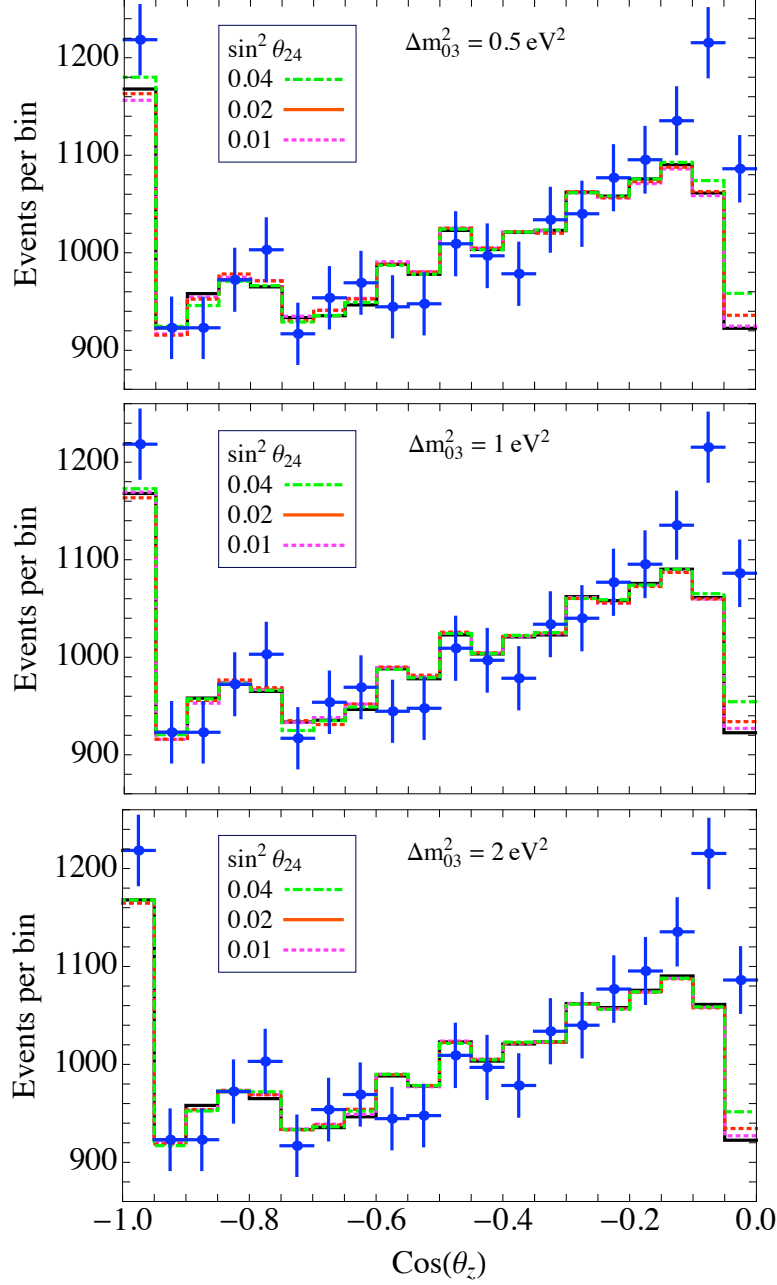 1200
1100
1000
900
Events per bin
sin² θ₂₄
0.04
0.02
0.01
Δm²₀₃ = 0.5 eV²
1200
1100
1000
900
Events per bin
sin² θ₂₄
0.04
0.02
0.01
Δm²₀₃ = 1 eV²
1200
1100
1000
900
Events per bin
sin² θ₂₄
0.04
0.02
0.01
Δm²₀₃ = 2 eV²
−1.0 −0.8 −0.6 −0.4 −0.2 0.0
Cos(θ_z)